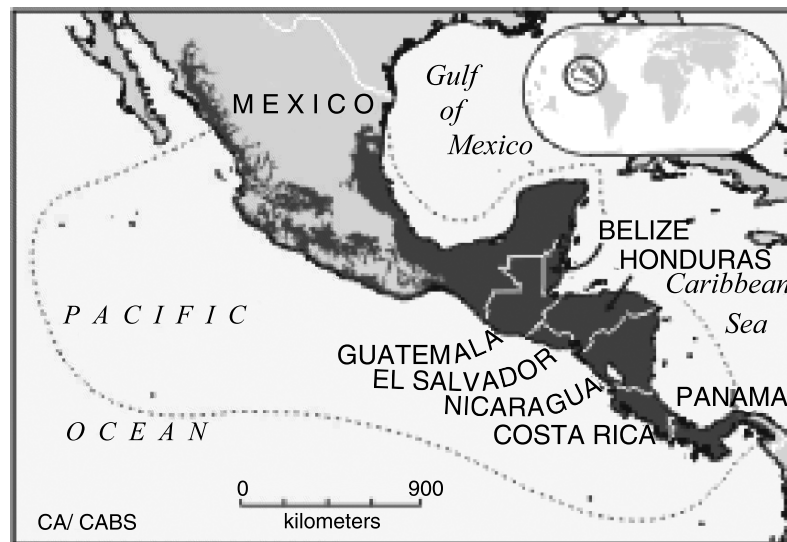 Gulf
of
Mexico
MEXICO
BELIZE
HONDURAS
Caribbean
Sea
PACIFIC
OCEAN
GUATEMALA
EL SALVADOR
NICARAGUA
COSTA RICA
PANAMA
0 900
kilometers
CA/ CABS